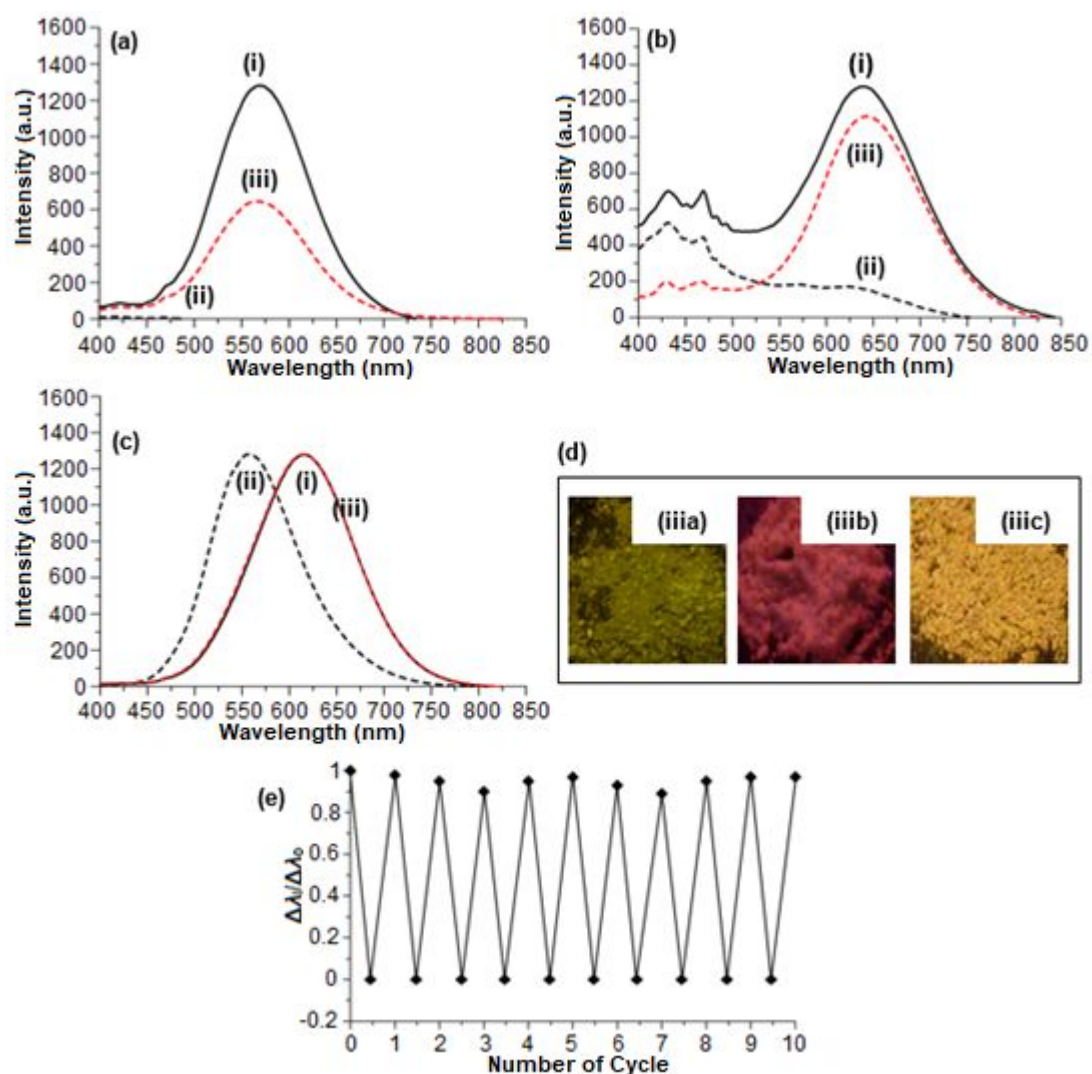 (a)
Intensity (a.u.)
1600
1400
1200
1000
800
600
400
200
0
(i)
(iii)
(ii)
400 450 500 550 600 650 700 750 800 850
Wavelength (nm)
(b)
Intensity (a.u.)
1600
1400
1200
1000
800
600
400
200
0
(i)
(iii)
(ii)
400 450 500 550 600 650 700 750 800 850
Wavelength (nm)
(c)
Intensity (a.u.)
1600
1400
1200
1000
800
600
400
200
0
(ii) (i) (iii)
400 450 500 550 600 650 700 750 800 850
Wavelength (nm)
(d)
(iiia) (iiib) (iiic)
(e)
Δλᵢ/Δλ₀
1
0.8
0.6
0.4
0.2
0
-0.2
0 1 2 3 4 5 6 7 8 9 10
Number of Cycle